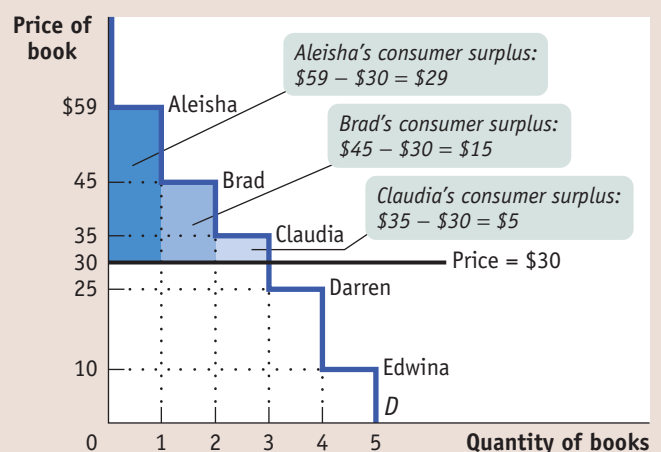 Price of
book
Aleisha’s consumer surplus:
$59 – $30 = $29
$59
Aleisha
Brad’s consumer surplus:
$45 – $30 = $15
45
Brad
Claudia’s consumer surplus:
$35 – $30 = $5
35
Claudia
30
Price = $30
25
Darren
10
Edwina
D
0 1 2 3 4 5 Quantity of books